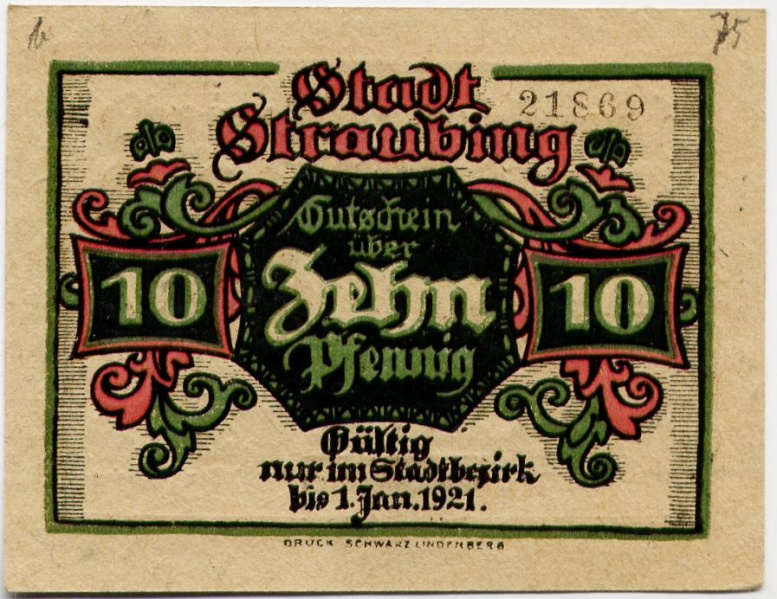 75
Stadt
21869
Straubing
Gutschein
über
10 Zehn 10
Pfennig
Gültig
nur im Stadtbezirk
bis 1. Jan. 1921.
DRUCK SCHWARZ LINDENBERG